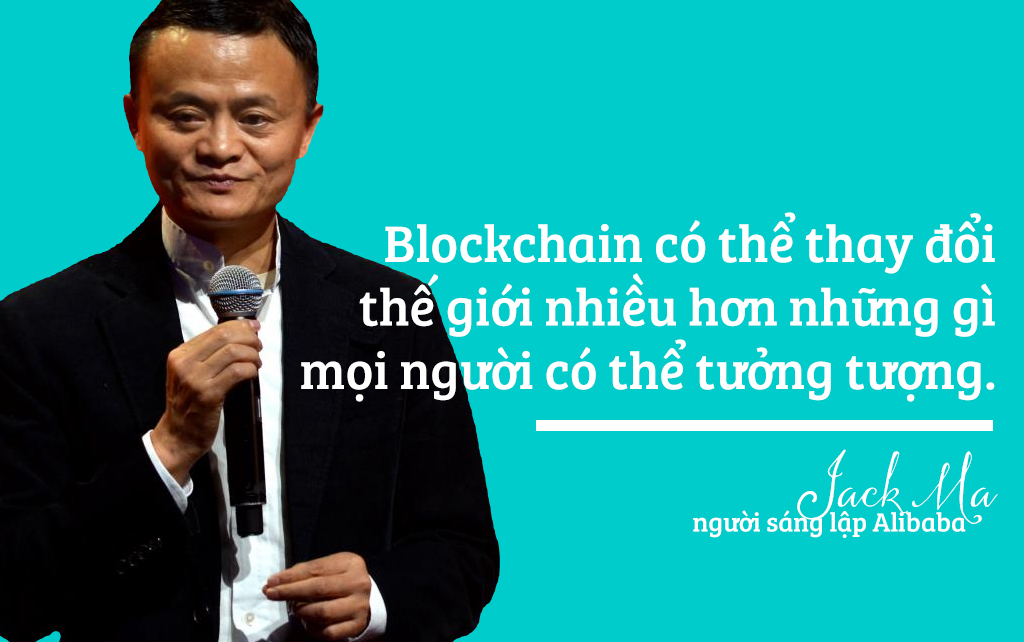 Blockchain có thể thay đổi
thế giới nhiều hơn những gì
mọi người có thể tưởng tượng.
Jack Ma
người sáng lập Alibaba